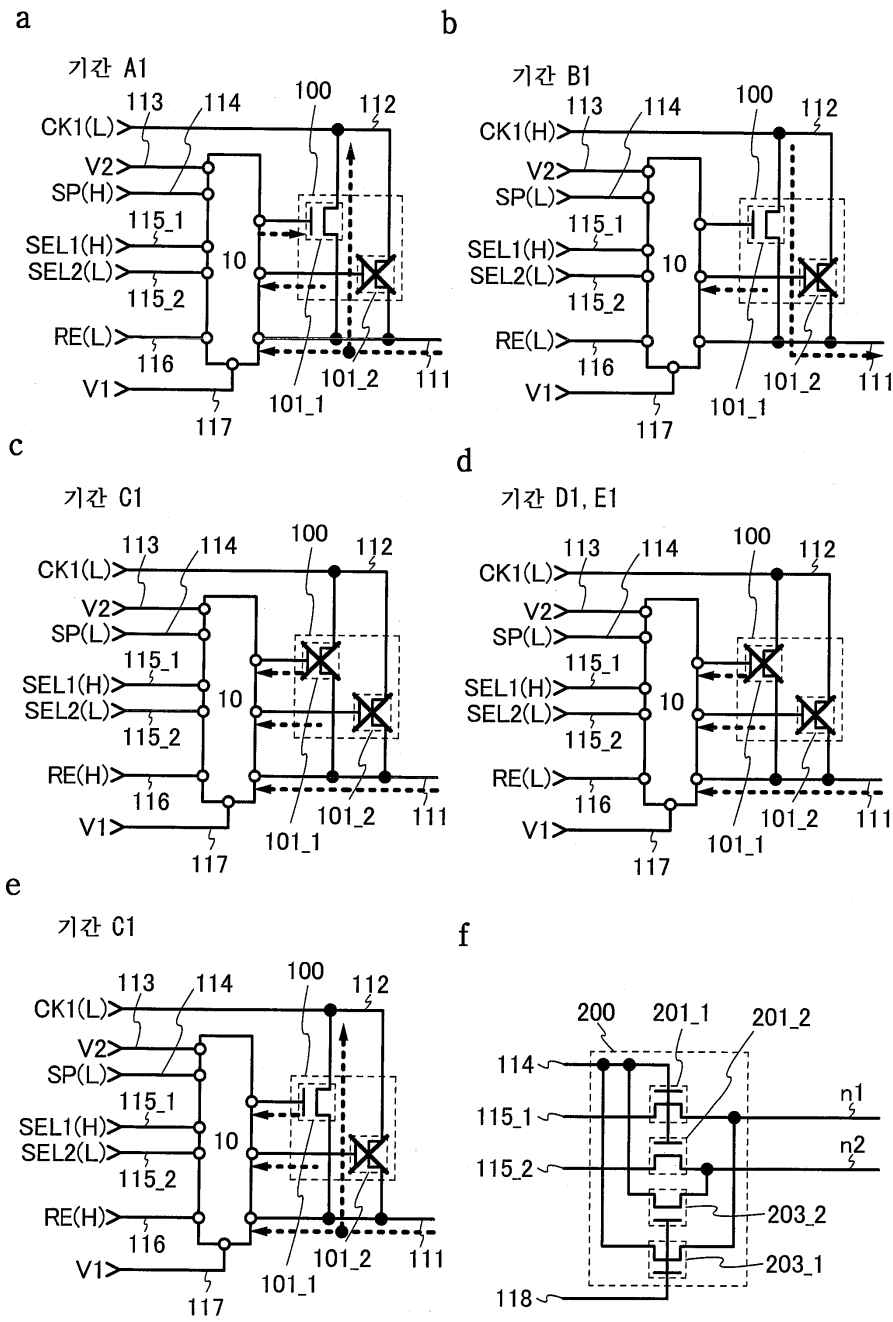 a
기간 A1
113
114
100
112
CK1(L)
V2
SP(H)
115_1
SEL1(H)
SEL2(L)
115_2
10
RE(L)
116
V1
117
101_1
101_2
111
b
기간 B1
113
114
100
112
CK1(H)
V2
SP(L)
115_1
SEL1(H)
SEL2(L)
115_2
10
RE(L)
116
V1
117
101_1
101_2
111
c
기간 C1
113
114
100
112
CK1(L)
V2
SP(L)
115_1
SEL1(H)
SEL2(L)
115_2
10
RE(H)
116
V1
117
101_1
101_2
111
d
기간 D1, E1
113
114
100
112
CK1(L)
V2
SP(L)
115_1
SEL1(H)
SEL2(L)
115_2
10
RE(L)
116
V1
117
101_1
101_2
111
e
기간 C1
113
114
100
112
CK1(L)
V2
SP(L)
115_1
SEL1(H)
SEL2(L)
115_2
10
RE(H)
116
V1
117
101_1
101_2
111
f
200
201_1
201_2
114
115_1
n1
115_2
n2
203_2
203_1
118